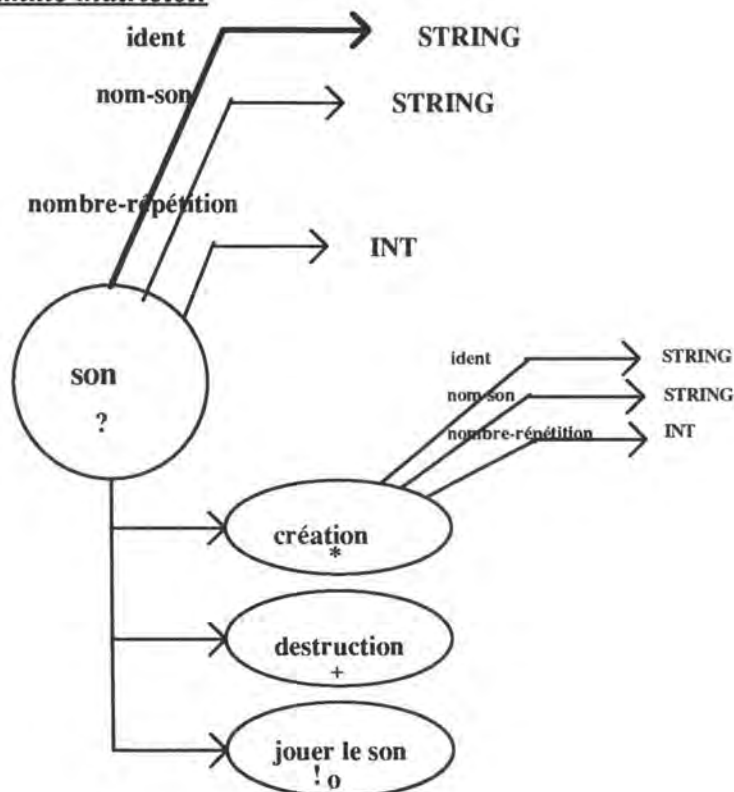 ident STRING
nom-son STRING
nombre-répétition
INT
son
?
ident STRING
nom-son STRING
nombre-répétition INT
création
*
destruction
+
jouer le son
! o